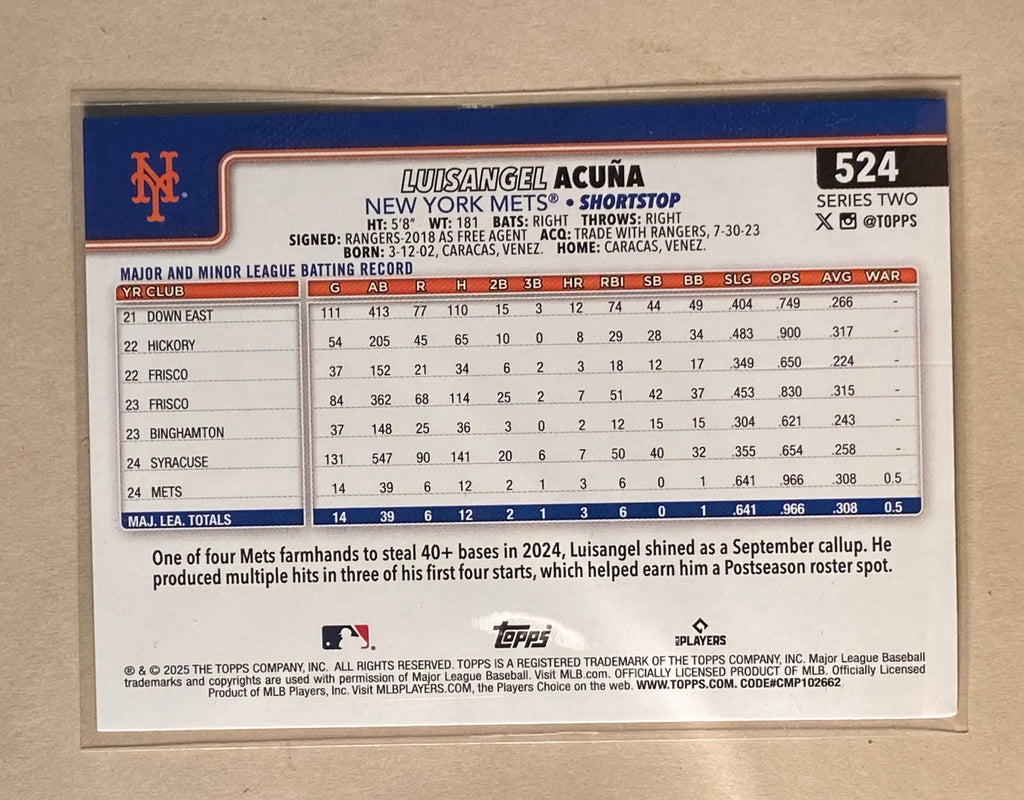 NY
LUISANGEL ACUÑA
524
NEW YORK METS® • SHORTSTOP
SERIES TWO
HT: 5'8" WT: 181 BATS: RIGHT THROWS: RIGHT
@TOPPS
SIGNED: RANGERS-2018 AS FREE AGENT ACQ: TRADE WITH RANGERS, 7-30-23
BORN: 3-12-02, CARACAS, VENEZ. HOME: CARACAS, VENEZ.
MAJOR AND MINOR LEAGUE BATTING RECORD
YR CLUB G AB R H 2B 3B HR RBI SB BB SLG OPS AVG WAR
21 DOWN EAST 111 413 77 110 15 3 12 74 44 49 .404 .749 .266 -
22 HICKORY 54 205 45 65 10 0 8 29 28 34 .483 .900 .317 -
22 FRISCO 37 152 21 34 6 2 3 18 12 17 .349 .650 .224 -
23 FRISCO 84 362 68 114 25 2 7 51 42 37 .453 .830 .315 -
23 BINGHAMTON 37 148 25 36 3 0 2 12 15 15 .304 .621 .243 -
24 SYRACUSE 131 547 90 141 20 6 7 50 40 32 .355 .654 .258 -
24 METS 14 39 6 12 2 1 3 6 0 1 .641 .966 .308 0.5
MAJ. LEA. TOTALS 14 39 6 12 2 1 3 6 0 1 .641 .966 .308 0.5
One of four Mets farmhands to steal 40+ bases in 2024, Luisangel shined as a September callup. He
produced multiple hits in three of his first four starts, which helped earn him a Postseason roster spot.
topps
MLB PLAYERS
® & © 2025 THE TOPPS COMPANY, INC. ALL RIGHTS RESERVED. TOPPS IS A REGISTERED TRADEMARK OF THE TOPPS COMPANY, INC. Major League Baseball
trademarks and copyrights are used with permission of Major League Baseball. Visit MLB.com. OFFICIALLY LICENSED PRODUCT OF MLB. Officially Licensed
Product of MLB Players, Inc. Visit MLBPLAYERS.COM, the Players Choice on the web. WWW.TOPPS.COM. CODE#CMP102662